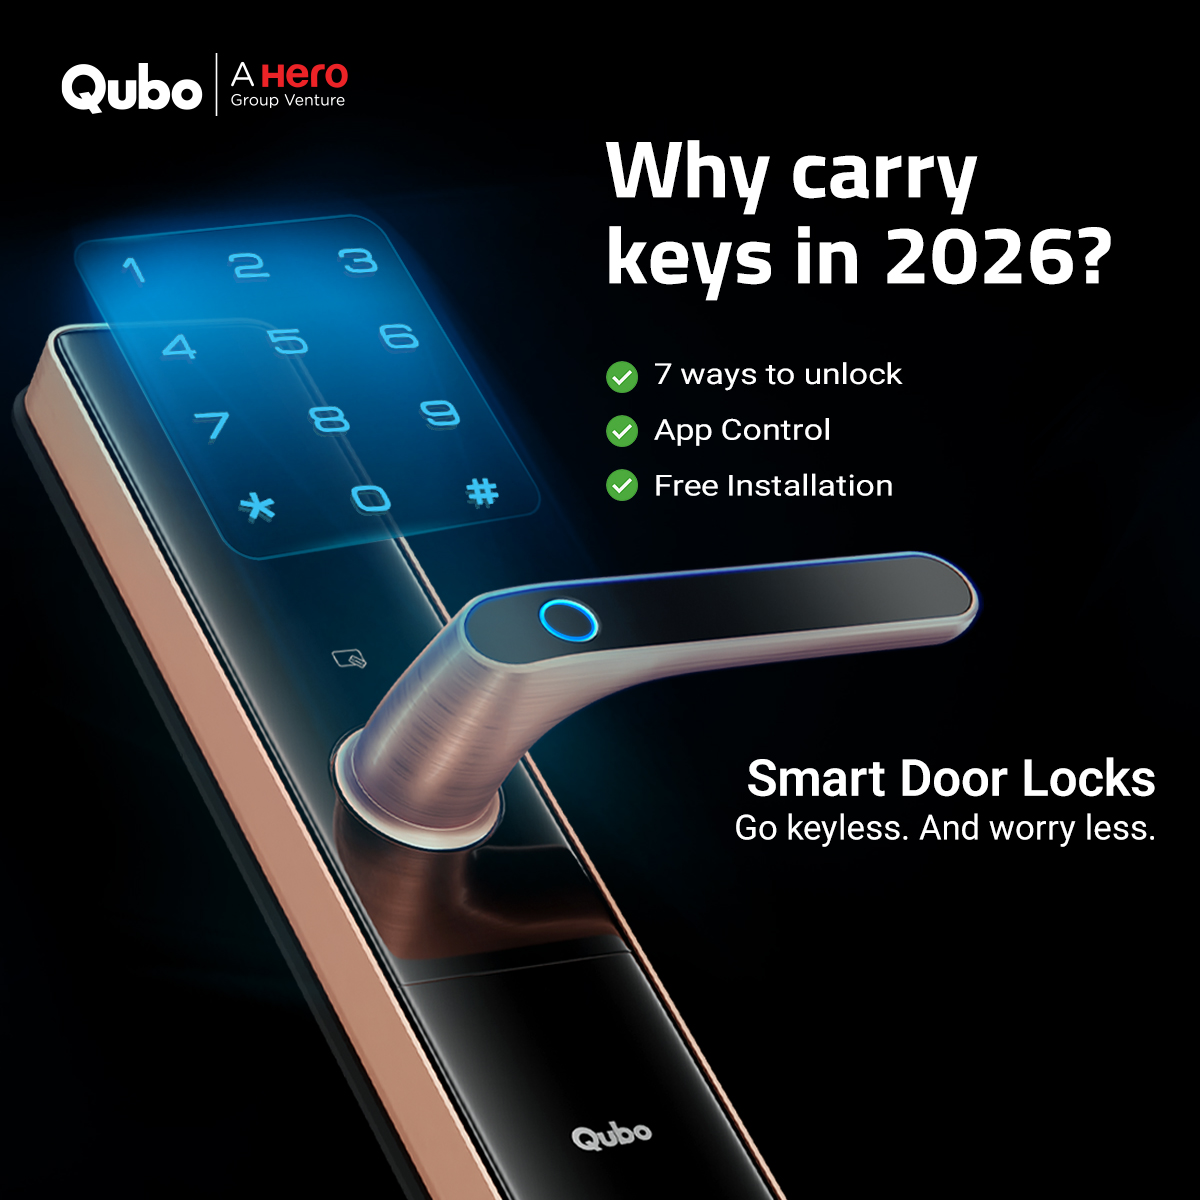 Qubo
A Hero
Group Venture
Why carry
keys in 2026?
7 ways to unlock
App Control
Free Installation
1 2 3
4 5 6
7 8 9
* 0 #
Smart Door Locks
Go keyless. And worry less.
Qubo